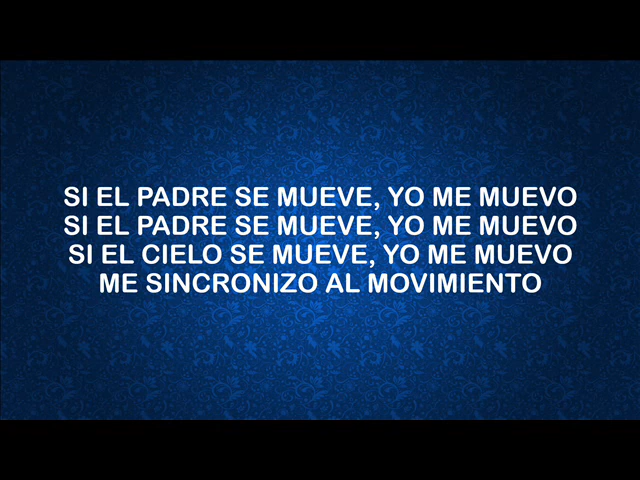 SI EL PADRE SE MUEVE, YO ME MUEVO
SI EL PADRE SE MUEVE, YO ME MUEVO
SI EL CIELO SE MUEVE, YO ME MUEVO
ME SINCRONIZO AL MOVIMIENTO